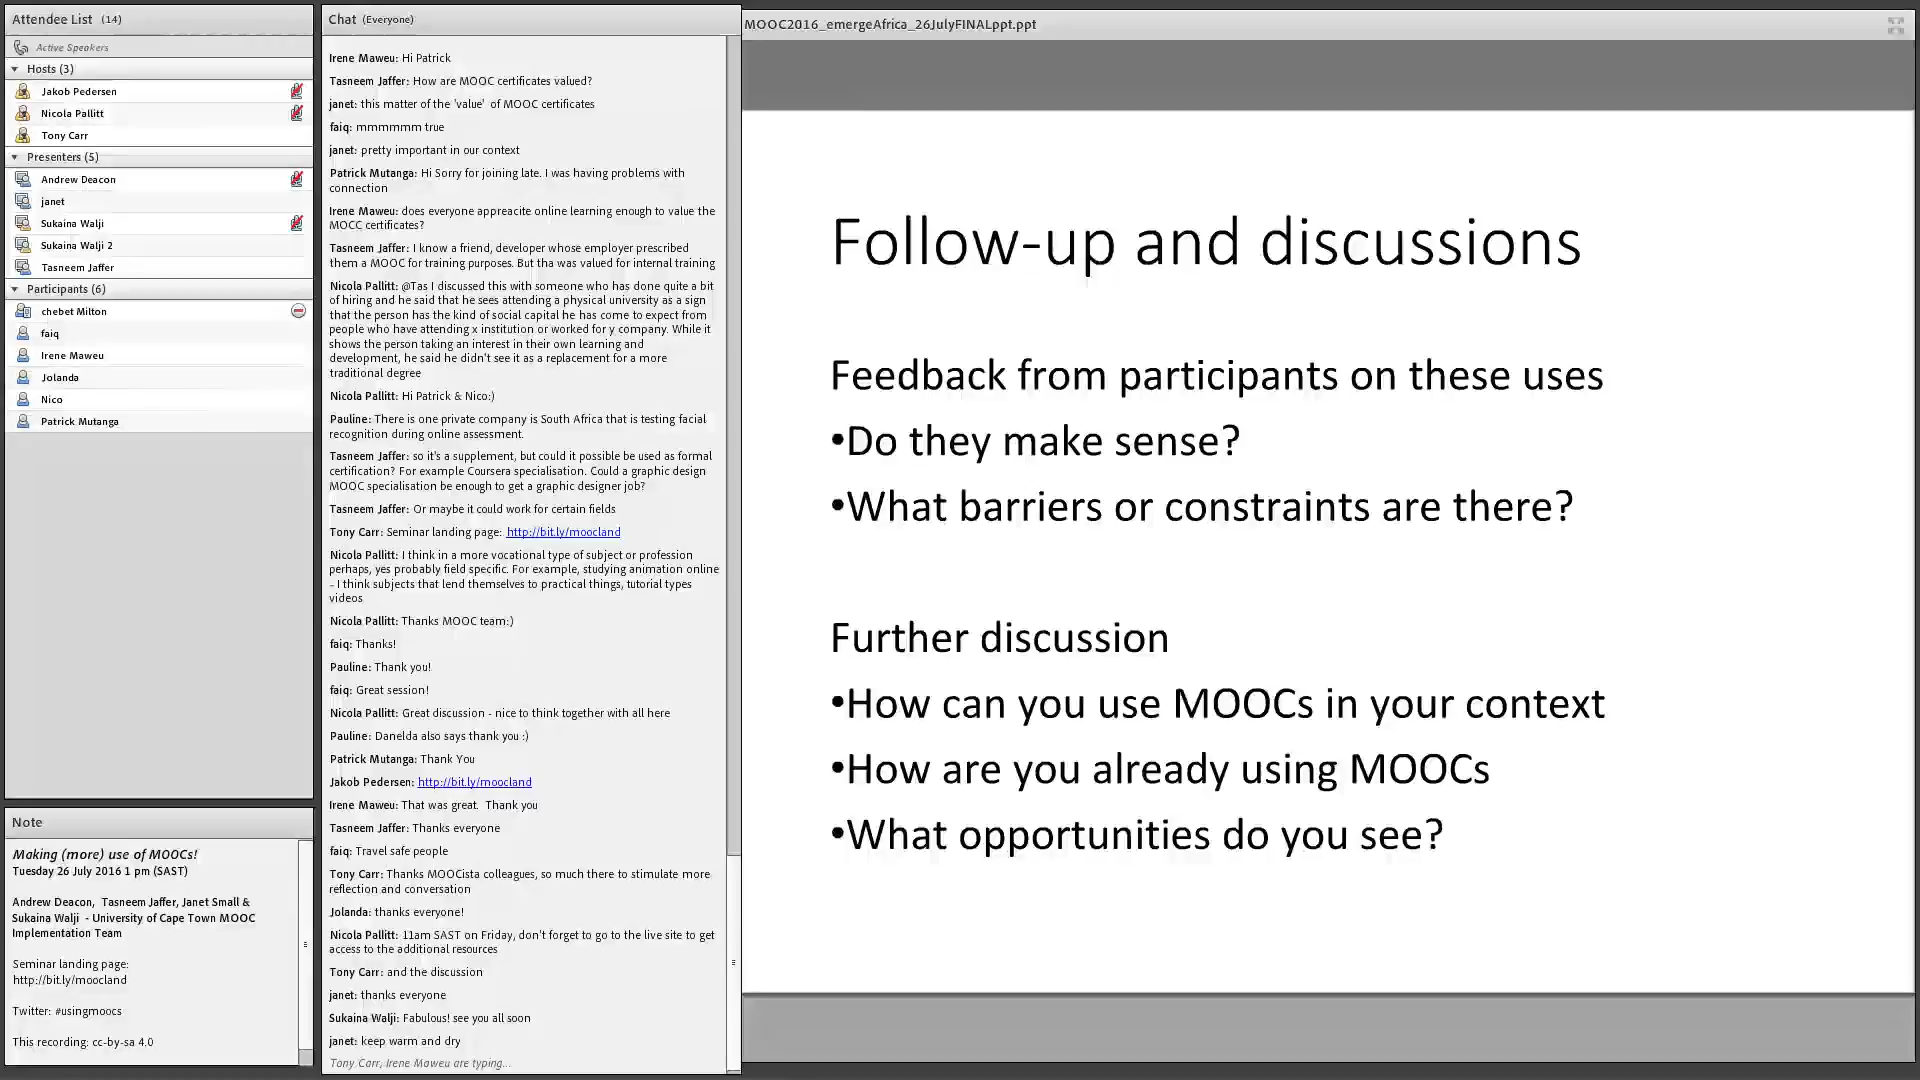 Attendee List (14)
Active Speakers
Hosts (3)
Jakob Pedersen
Nicola Pallitt
Tony Carr
Presenters (5)
Andrew Deacon
janet
Sukaina Walji
Sukaina Walji 2
Tasneem Jaffer
Participants (6)
chebet Milton
faiq
Irene Maweu
Jolanda
Nico
Patrick Mutanga
Note
Making (more) use of MOOCs!
Tuesday 26 July 2016 1 pm (SAST)
Andrew Deacon, Tasneem Jaffer, Janet Small &
Sukaina Walji - University of Cape Town MOOC
Implementation Team
Seminar landing page:
http://bit.ly/moocland
Twitter: #usingmoocs
This recording: cc-by-sa 4.0
Chat (Everyone)
Irene Maweu: Hi Patrick
Tasneem Jaffer: How are MOOC certificates valued?
janet: this matter of the 'value' of MOOC certificates
faiq: mmmmmm true
janet: pretty important in our context
Patrick Mutanga: Hi Sorry for joining late. I was having problems with
connection
Irene Maweu: does everyone appreacite online learning enough to value the
MOCC certificates?
Tasneem Jaffer: I know a friend, developer whose employer prescribed
them a MOOC for training purposes. But tha was valued for internal training
Nicola Pallitt: @Tas I discussed this with someone who has done quite a bit
of hiring and he said that he sees attending a physical university as a sign
that the person has the kind of social capital he has come to expect from
people who have attending x institution or worked for y company. While it
shows the person taking an interest in their own learning and
development, he said he didn't see it as a replacement for a more
traditional degree
Nicola Pallitt: Hi Patrick & Nico:)
Pauline: There is one private company is South Africa that is testing facial
recognition during online assessment.
Tasneem Jaffer: so it's a supplement, but could it possible be used as formal
certification? For example Coursera specialisation. Could a graphic design
MOOC specialisation be enough to get a graphic designer job?
Tasneem Jaffer: Or maybe it could work for certain fields
Tony Carr: Seminar landing page: http://bit.ly/moocland
Nicola Pallitt: I think in a more vocational type of subject or profession
perhaps, yes probably field specific. For example, studying animation online
- I think subjects that lend themselves to practical things, tutorial types
videos
Nicola Pallitt: Thanks MOOC team:)
faiq: Thanks!
Pauline: Thank you!
faiq: Great session!
Nicola Pallitt: Great discussion - nice to think together with all here
Pauline: Danelda also says thank you :)
Patrick Mutanga: Thank You
Jakob Pedersen: http://bit.ly/moocland
Irene Maweu: That was great. Thank you
Tasneem Jaffer: Thanks everyone
faiq: Travel safe people
Tony Carr: Thanks MOOCista colleagues, so much there to stimulate more
reflection and conversation
Jolanda: thanks everyone!
Nicola Pallitt: 11am SAST on Friday, don't forget to go to the live site to get
access to the additional resources
Tony Carr: and the discussion
janet: thanks everyone
Sukaina Walji: Fabulous! see you all soon
janet: keep warm and dry
Tony Carr, Irene Maweu are typing...
MOOC2016_emergeAfrica_26JulyFINALppt.ppt
Follow-up and discussions
Feedback from participants on these uses
•Do they make sense?
•What barriers or constraints are there?
Further discussion
•How can you use MOOCs in your context
•How are you already using MOOCs
•What opportunities do you see?